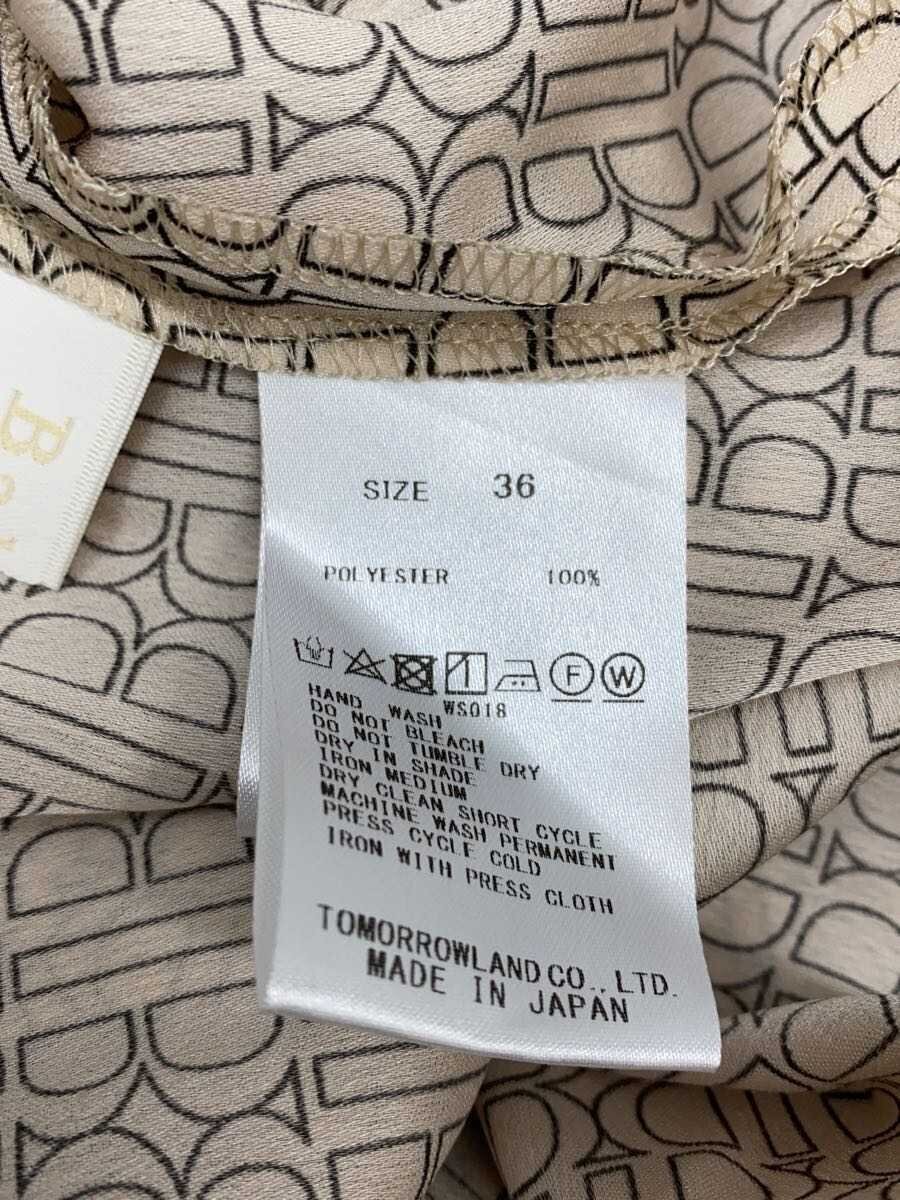 SIZE 36
POLYESTER 100%
F W
WS018
HAND WASH
DO NOT BLEACH
DO NOT TUMBLE DRY
DRY IN SHADE
IRON MEDIUM
DRY CLEAN SHORT CYCLE
MACHINE WASH PERMANENT
PRESS CYCLE COLD
IRON WITH PRESS CLOTH
TOMORROWLAND CO., LTD.
MADE IN JAPAN